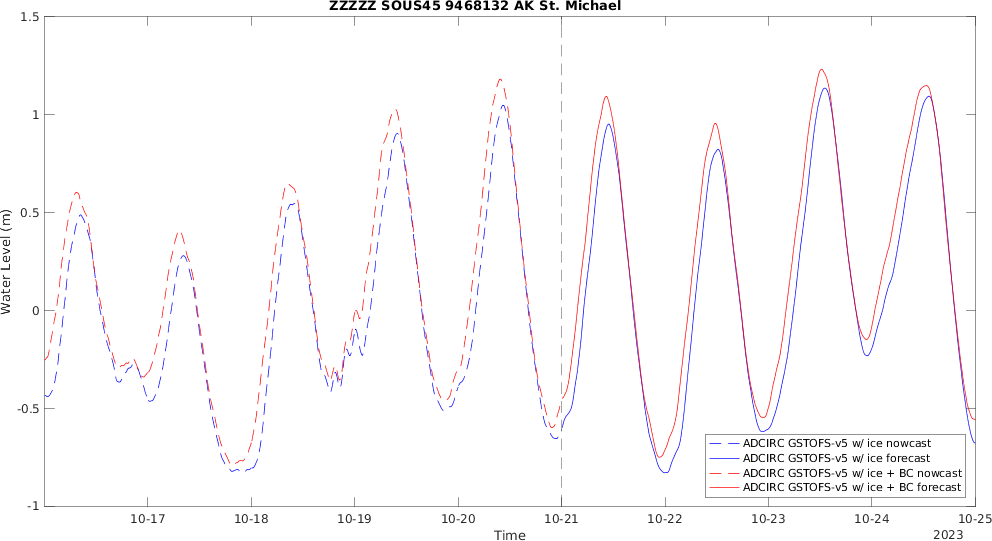 ZZZZZ SOUS45 9468132 AK St. Michael
1.5
1
0.5
0
-0.5
-1
Water Level (m)
10-17
10-18
10-19
10-20
10-21
10-22
10-23
10-24
10-25
Time
2023
ADCIRC GSTOFS-v5 w/ ice nowcast
ADCIRC GSTOFS-v5 w/ ice forecast
ADCIRC GSTOFS-v5 w/ ice + BC nowcast
ADCIRC GSTOFS-v5 w/ ice + BC forecast